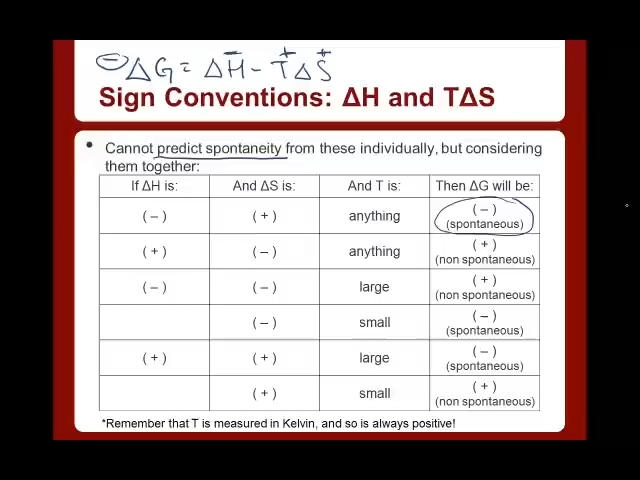 ⊖ΔG = ΔH̄ - T⁺ΔS⁺
Sign Conventions: ΔH and TΔS
• Cannot predict spontaneity from these individually, but considering
them together:
If ΔH is: And ΔS is: And T is: Then ΔG will be:
( – ) ( + ) anything ( – )
(spontaneous)
( + ) ( – ) anything ( + )
(non spontaneous)
( – ) ( – ) large ( + )
(non spontaneous)
( – ) small ( – )
(spontaneous)
( + ) ( + ) large ( – )
(spontaneous)
( + ) small ( + )
(non spontaneous)
*Remember that T is measured in Kelvin, and so is always positive!